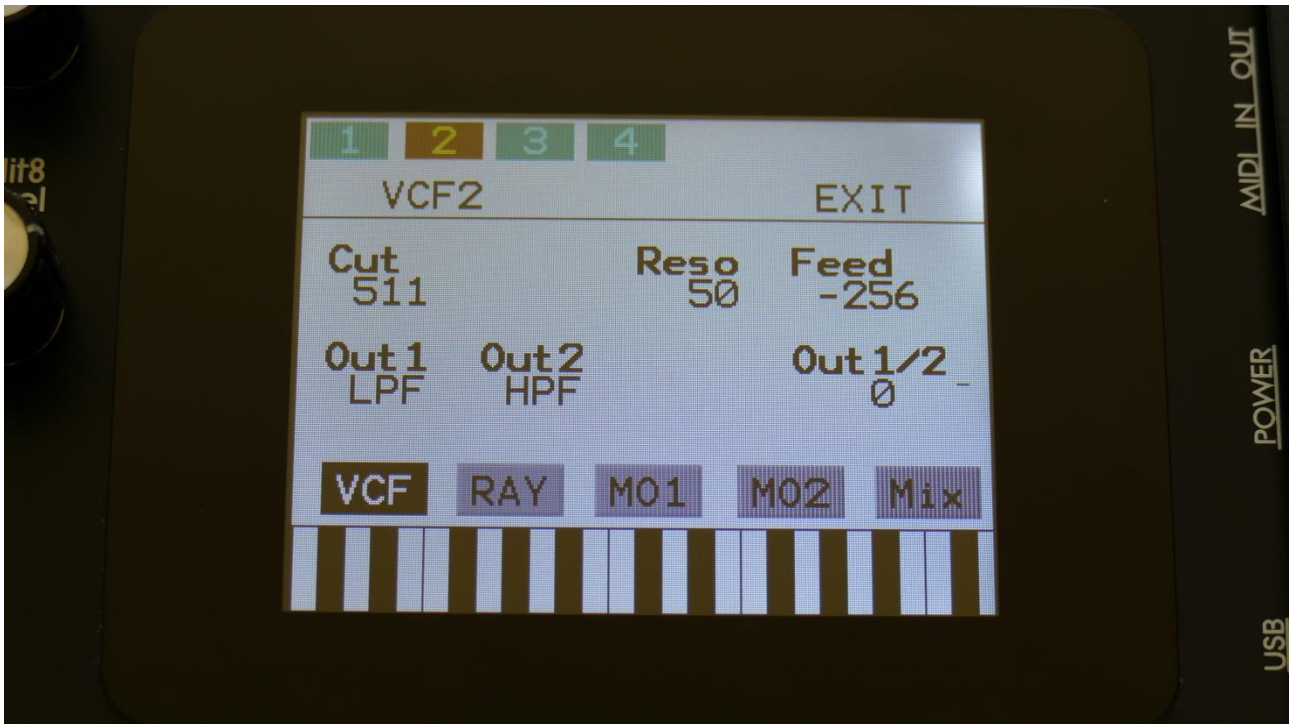 1 2 3 4
VCF2 EXIT
Cut Reso Feed
511 50 -256
Out1 Out2 Out1/2
LPF HPF 0
VCF RAY MO1 MO2 Mix
MIDI IN OUT
POWER
USB